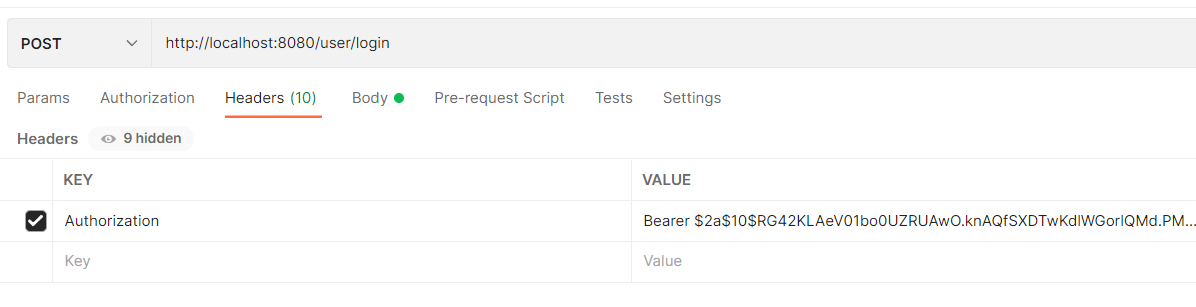 POST http://localhost:8080/user/login
Params Authorization Headers (10) Body Pre-request Script Tests Settings
Headers 9 hidden
KEY VALUE
Authorization Bearer $2a$10$RG42KLAeV01bo0UZRUAwO.knAQfSXDTwKdlWGorlQMd.PM...
Key Value